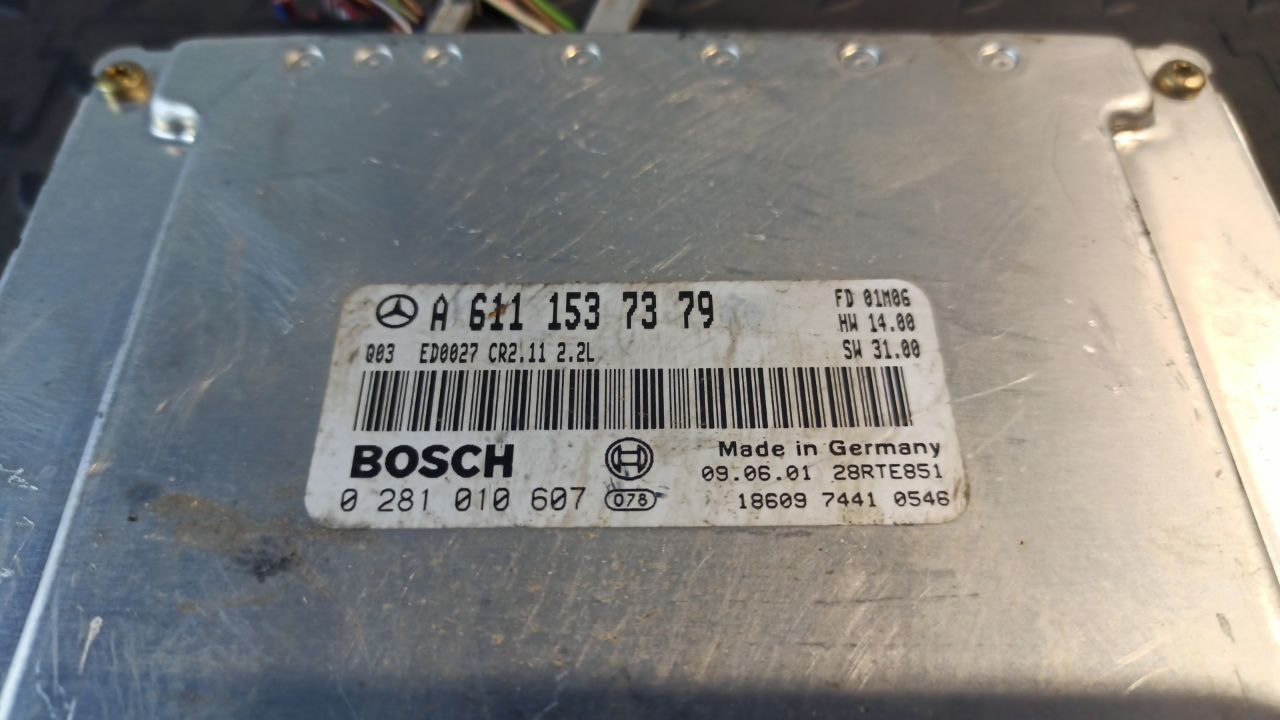 A 611 153 73 79
FD 01M06
HW 14.00
Q03 ED0027 CR2.11 2.2L
SW 31.00
BOSCH
Made in Germany
09.06.01 28RTE851
0 281 010 607 078
18609 7441 0546